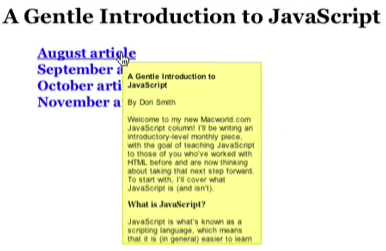 A Gentle Introduction to JavaScript
August article
September a
October arti
November a
A Gentle Introduction to
JavaScript
By Don Smith
Welcome to my new Macworld.com
JavaScript column! I'll be writing an
introductory-level monthly piece,
with the goal of teaching JavaScript
to those of you who've worked with
HTML before and are now thinking
about taking that next step forward.
To start with, I'll cover what
JavaScript is (and isn't).
What is JavaScript?
JavaScript is what's known as a
scripting language, which means
that it is (in general) easier to learn